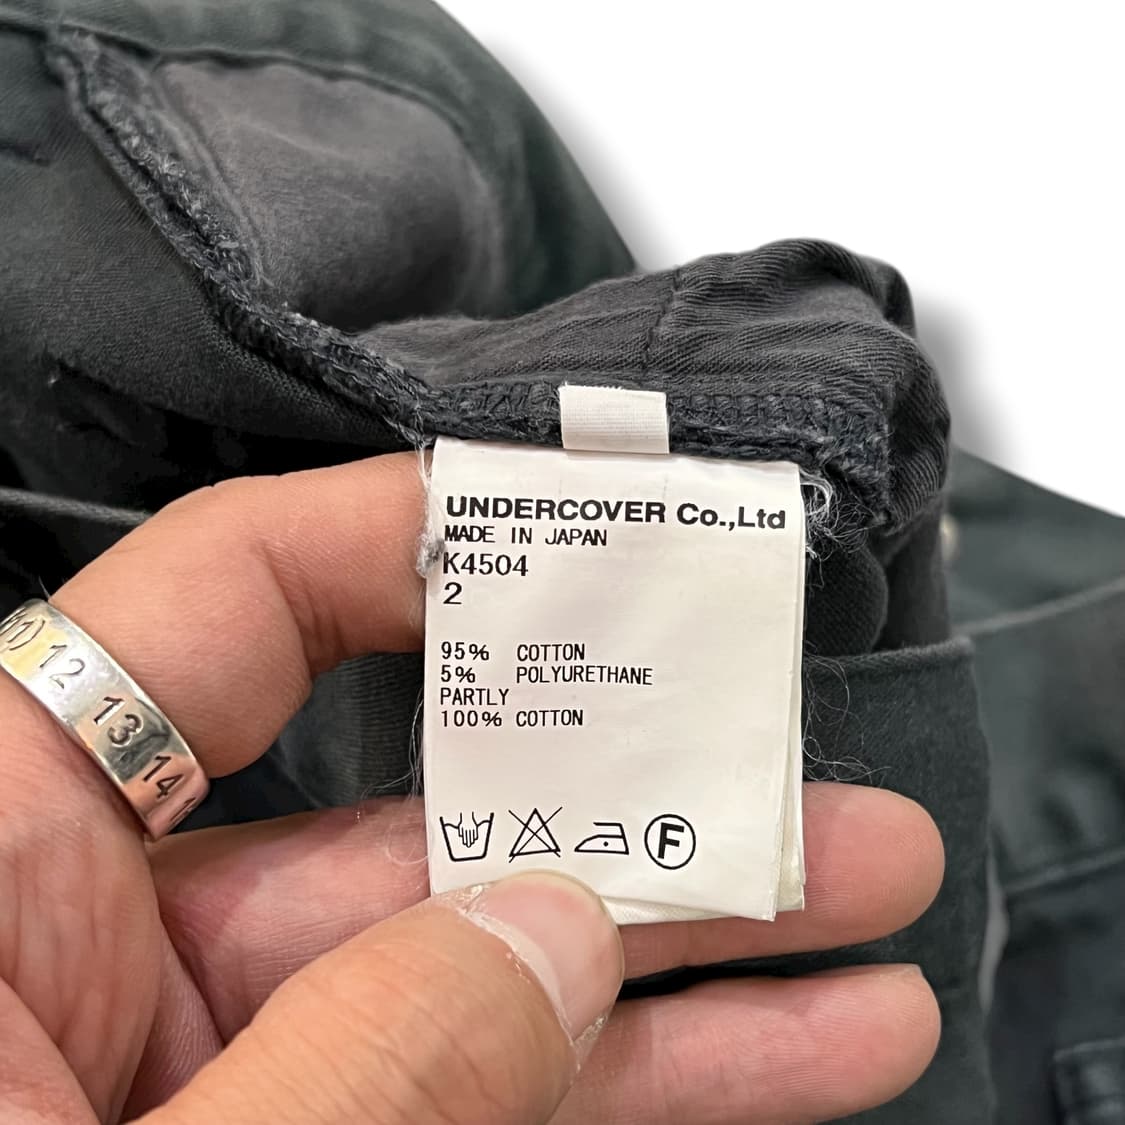 UNDERCOVER Co.,Ltd
MADE IN JAPAN
K4504
2
95% COTTON
5% POLYURETHANE
PARTLY
100% COTTON
F
12 13 14